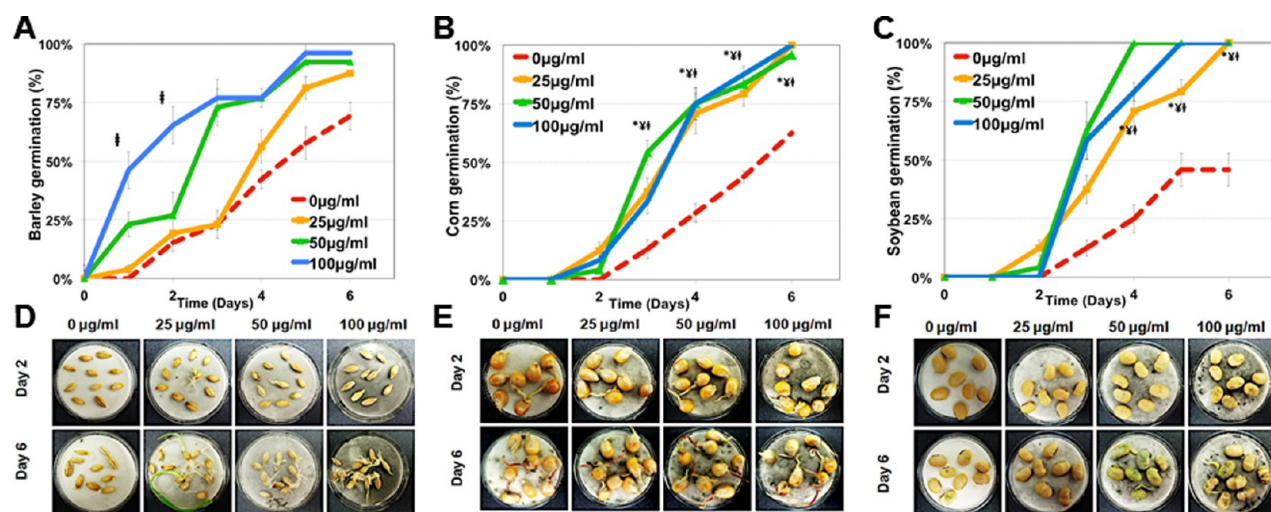 A
Barley germination (%)
100%
75%
50%
25%
0%
0
2
4
6
Time (Days)
0µg/ml
25µg/ml
50µg/ml
100µg/ml
ǂ
ǂ
B
Corn germination (%)
100%
75%
50%
25%
0%
0
2
4
6
Time (Days)
0µg/ml
25µg/ml
50µg/ml
100µg/ml
*¥ƚ
*¥ƚ
*¥ƚ
*¥ƚ
C
Soybean germination (%)
100%
75%
50%
25%
0%
0
2
4
6
Time (Days)
0µg/ml
25µg/ml
50µg/ml
100µg/ml
*¥ƚ
*¥ƚ
*¥ƚ
D
0 µg/ml 25 µg/ml 50 µg/ml 100 µg/ml
Day 2
Day 6
E
0 µg/ml 25 µg/ml 50 µg/ml 100 µg/ml
Day 2
Day 6
F
0 µg/ml 25 µg/ml 50 µg/ml 100 µg/ml
Day 2
Day 6